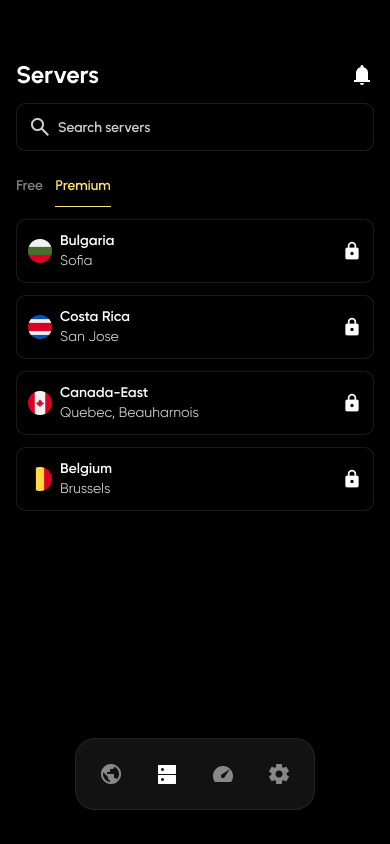 Servers
Search servers
Free Premium
Bulgaria
Sofia
Costa Rica
San Jose
Canada-East
Quebec, Beauharnois
Belgium
Brussels